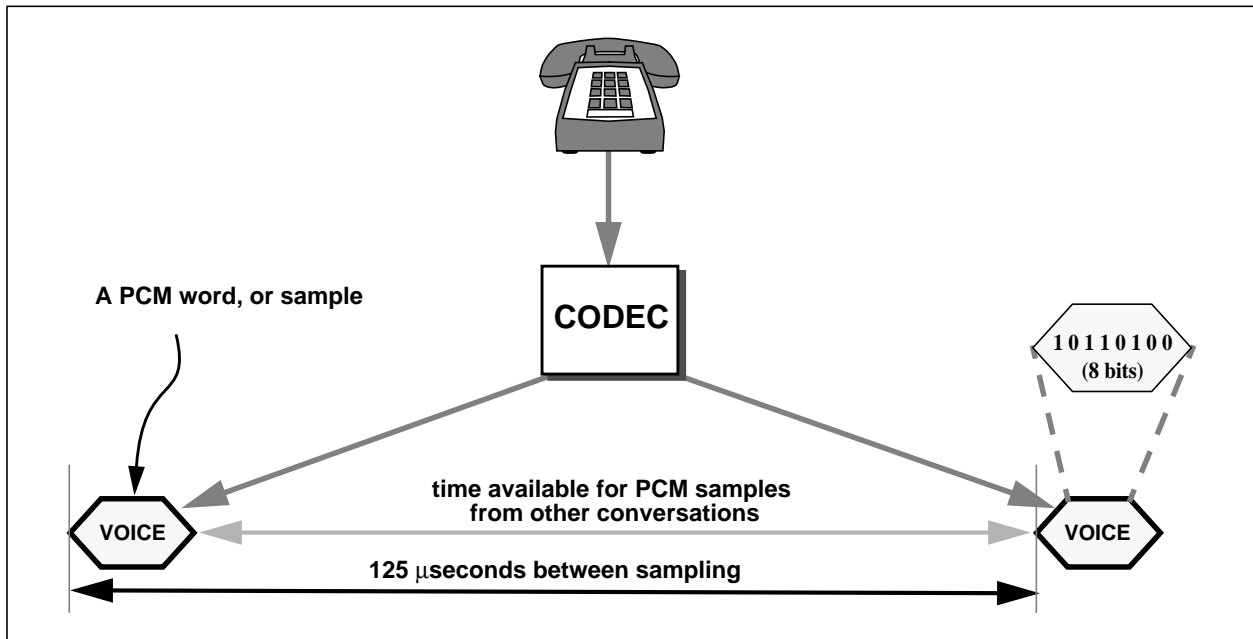 CODEC
A PCM word, or sample
1 0 1 1 0 1 0 0
(8 bits)
time available for PCM samples
from other conversations
VOICE
VOICE
125 μseconds between sampling